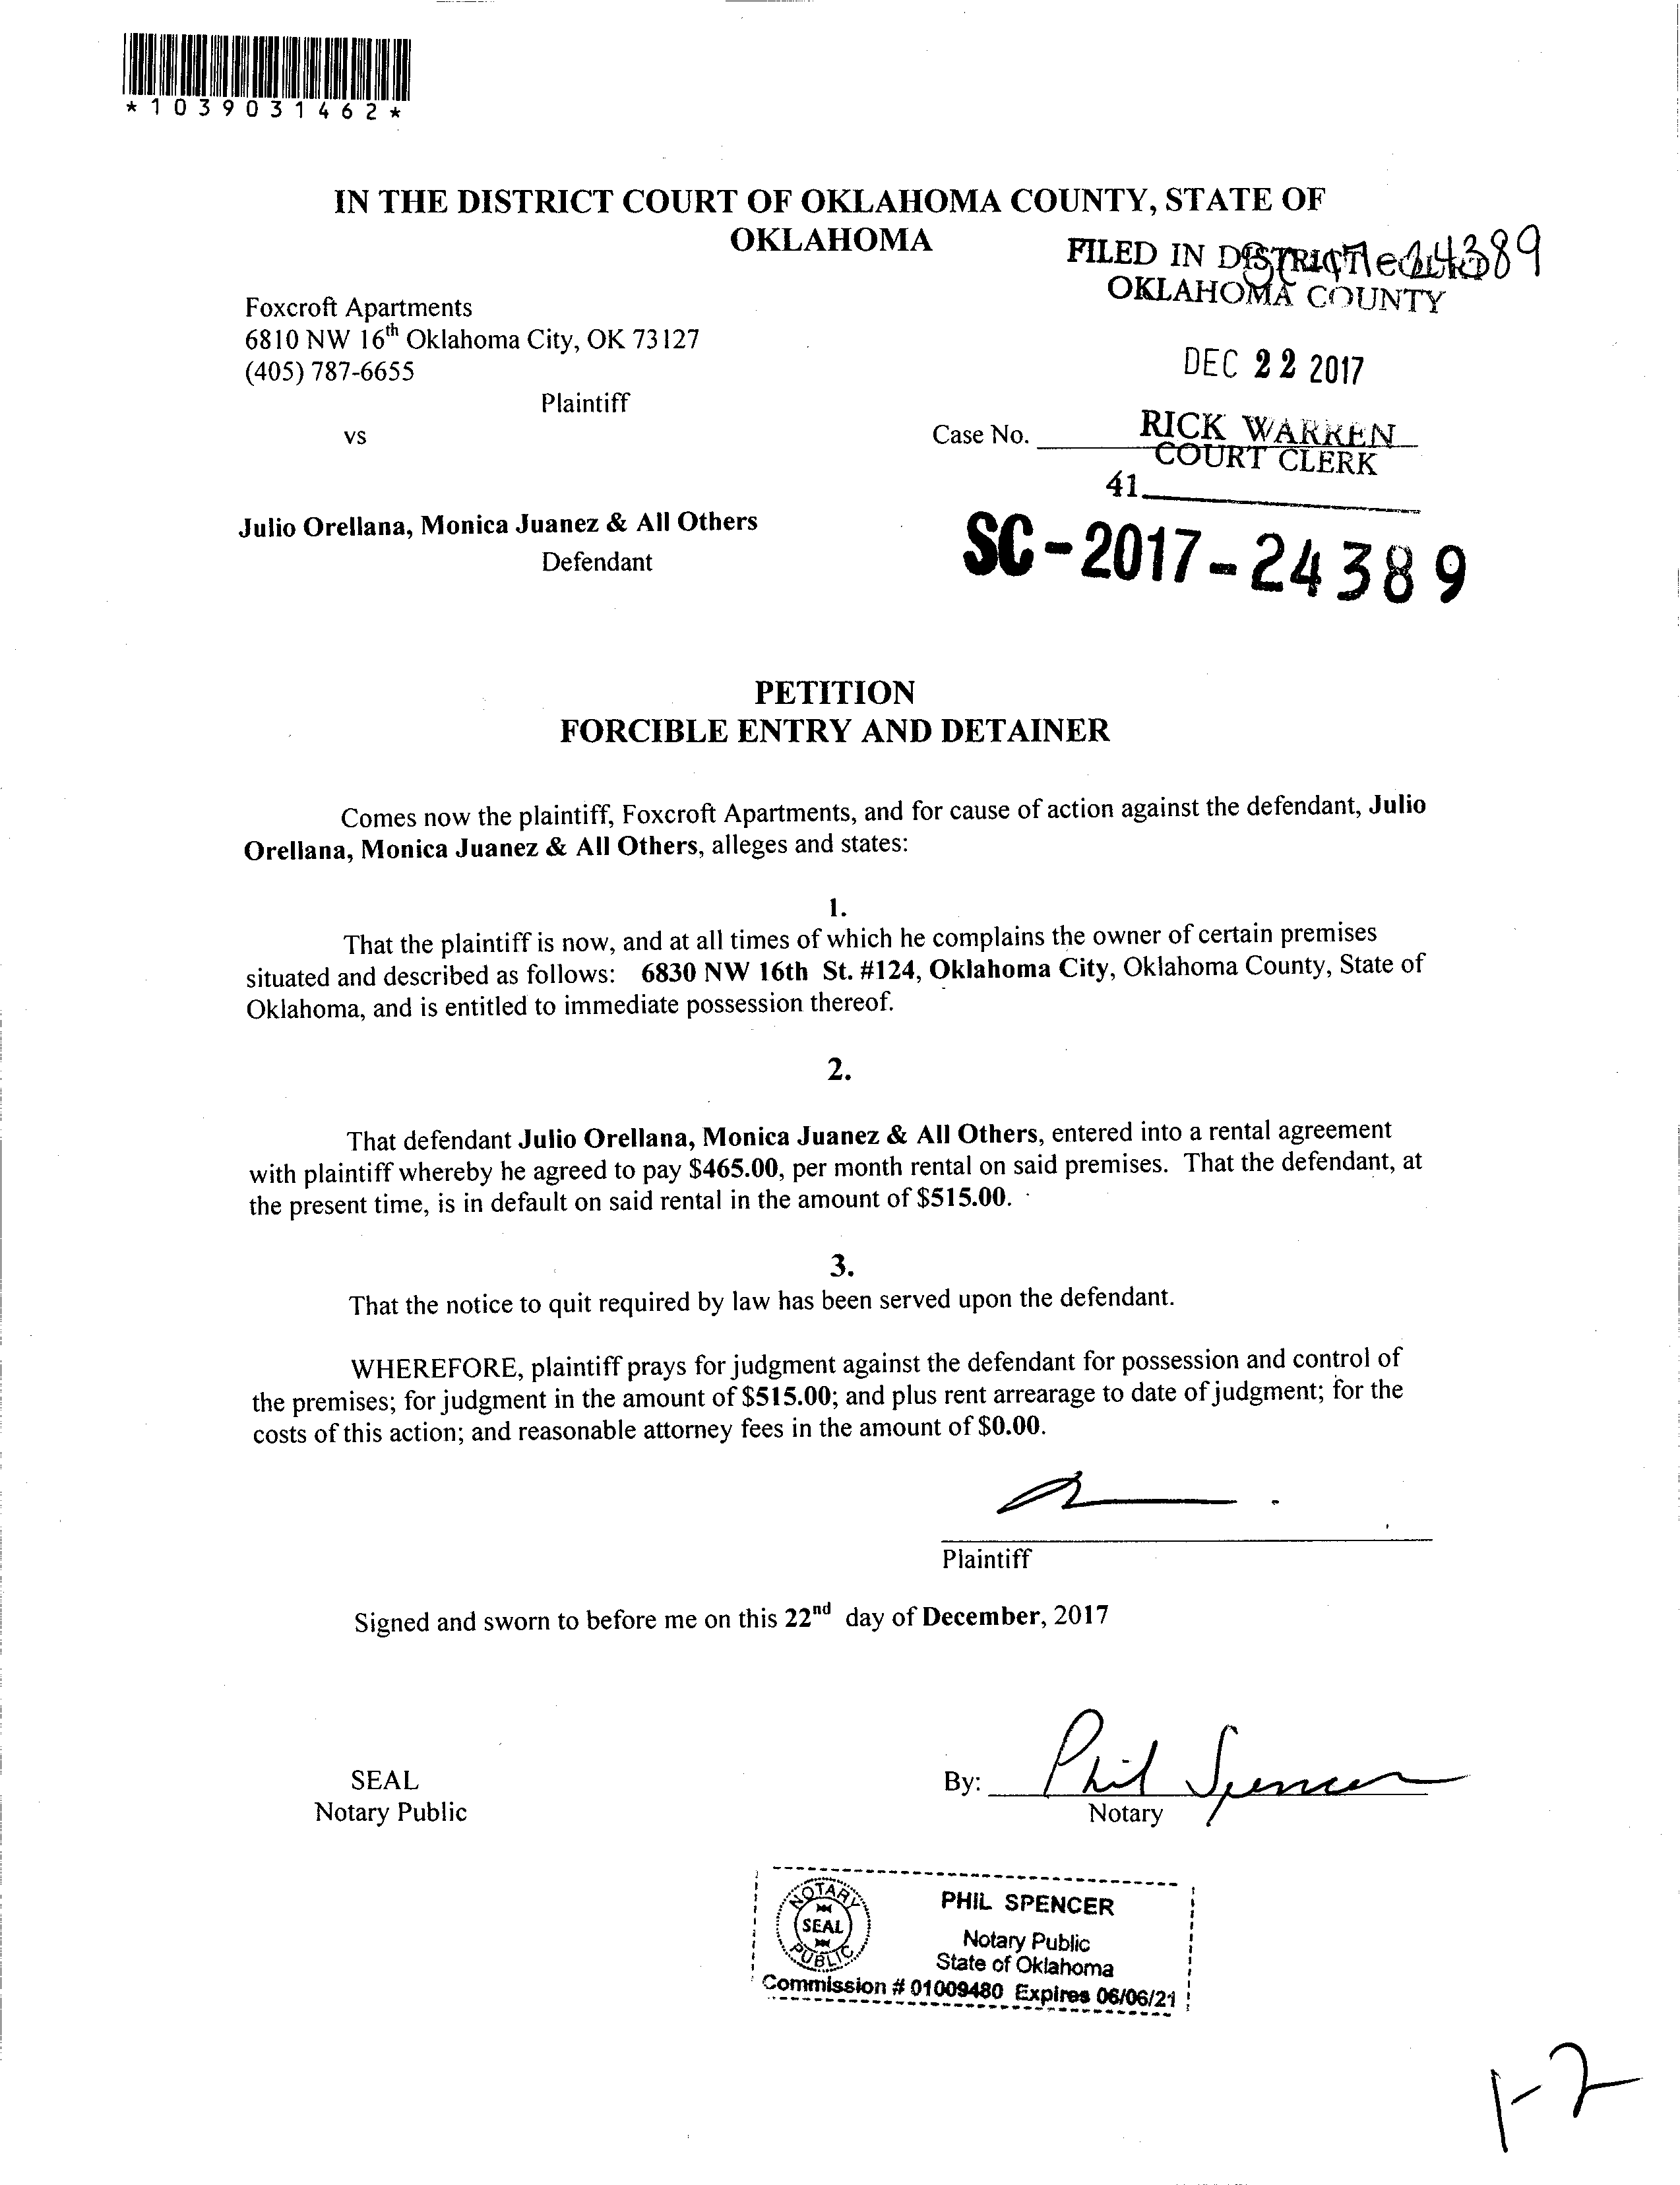 *1039031462*
IN THE DISTRICT COURT OF OKLAHOMA COUNTY, STATE OF
OKLAHOMA
FILED IN DISTRICT
24389
OKLAHOMA COUNTY
Foxcroft Apartments
6810 NW 16th Oklahoma City, OK 73127
(405) 787-6655
DEC 22 2017
Plaintiff
vs
Case No.
RICK WARREN
COURT CLERK
41
Julio Orellana, Monica Juanez & All Others
Defendant
SC-2017-24389
PETITION
FORCIBLE ENTRY AND DETAINER
Comes now the plaintiff, Foxcroft Apartments, and for cause of action against the defendant, Julio
Orellana, Monica Juanez & All Others, alleges and states:
1.
That the plaintiff is now, and at all times of which he complains the owner of certain premises
situated and described as follows: 6830 NW 16th St. #124, Oklahoma City, Oklahoma County, State of
Oklahoma, and is entitled to immediate possession thereof.
2.
That defendant Julio Orellana, Monica Juanez & All Others, entered into a rental agreement
with plaintiff whereby he agreed to pay $465.00, per month rental on said premises. That the defendant, at
the present time, is in default on said rental in the amount of $515.00.
3.
That the notice to quit required by law has been served upon the defendant.
WHEREFORE, plaintiff prays for judgment against the defendant for possession and control of
the premises; for judgment in the amount of $515.00; and plus rent arrearage to date of judgment; for the
costs of this action; and reasonable attorney fees in the amount of $0.00.
Plaintiff
Signed and sworn to before me on this 22nd day of December, 2017
SEAL
Notary Public
By: Phil Spencer
Notary
NOTARY
SEAL
PUBLIC
PHIL SPENCER
Notary Public
State of Oklahoma
Commission # 01009480 Expires 06/06/21
1-2